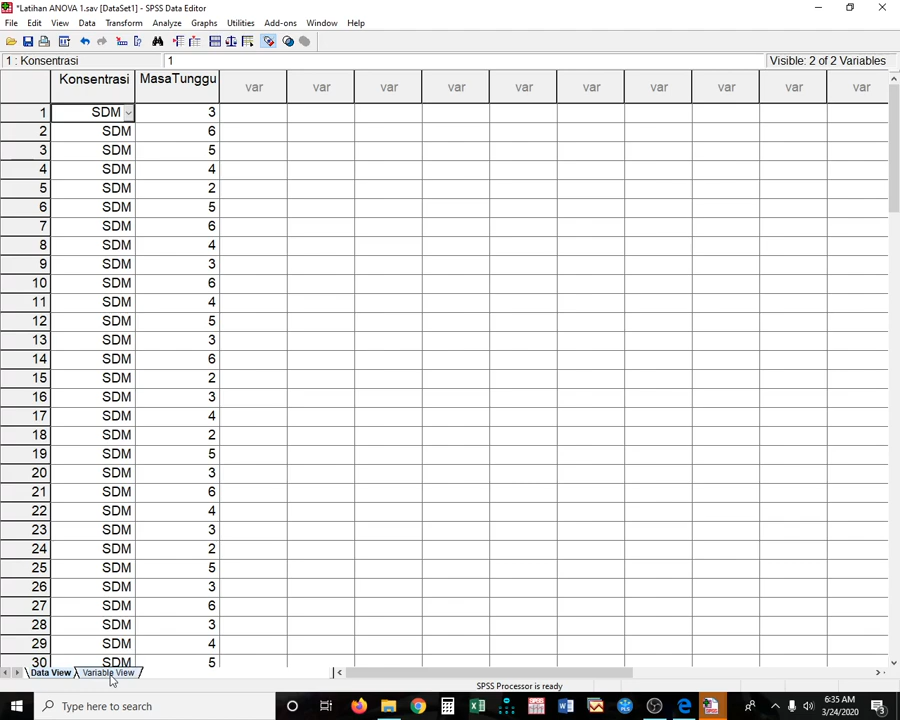 *Latihan ANOVA 1.sav [DataSet1] - SPSS Data Editor
File Edit View Data Transform Analyze Graphs Utilities Add-ons Window Help
1 : Konsentrasi 1 Visible: 2 of 2 Variables
Konsentrasi MasaTunggu var var var var var var var var var var
1 SDM 3
2 SDM 6
3 SDM 5
4 SDM 4
5 SDM 2
6 SDM 5
7 SDM 6
8 SDM 4
9 SDM 3
10 SDM 6
11 SDM 4
12 SDM 5
13 SDM 3
14 SDM 6
15 SDM 2
16 SDM 3
17 SDM 4
18 SDM 2
19 SDM 5
20 SDM 3
21 SDM 6
22 SDM 4
23 SDM 3
24 SDM 2
25 SDM 5
26 SDM 3
27 SDM 6
28 SDM 3
29 SDM 4
30 SDM 5
Data View Variable View
SPSS Processor is ready
Type here to search
6:35 AM
3/24/2020
3